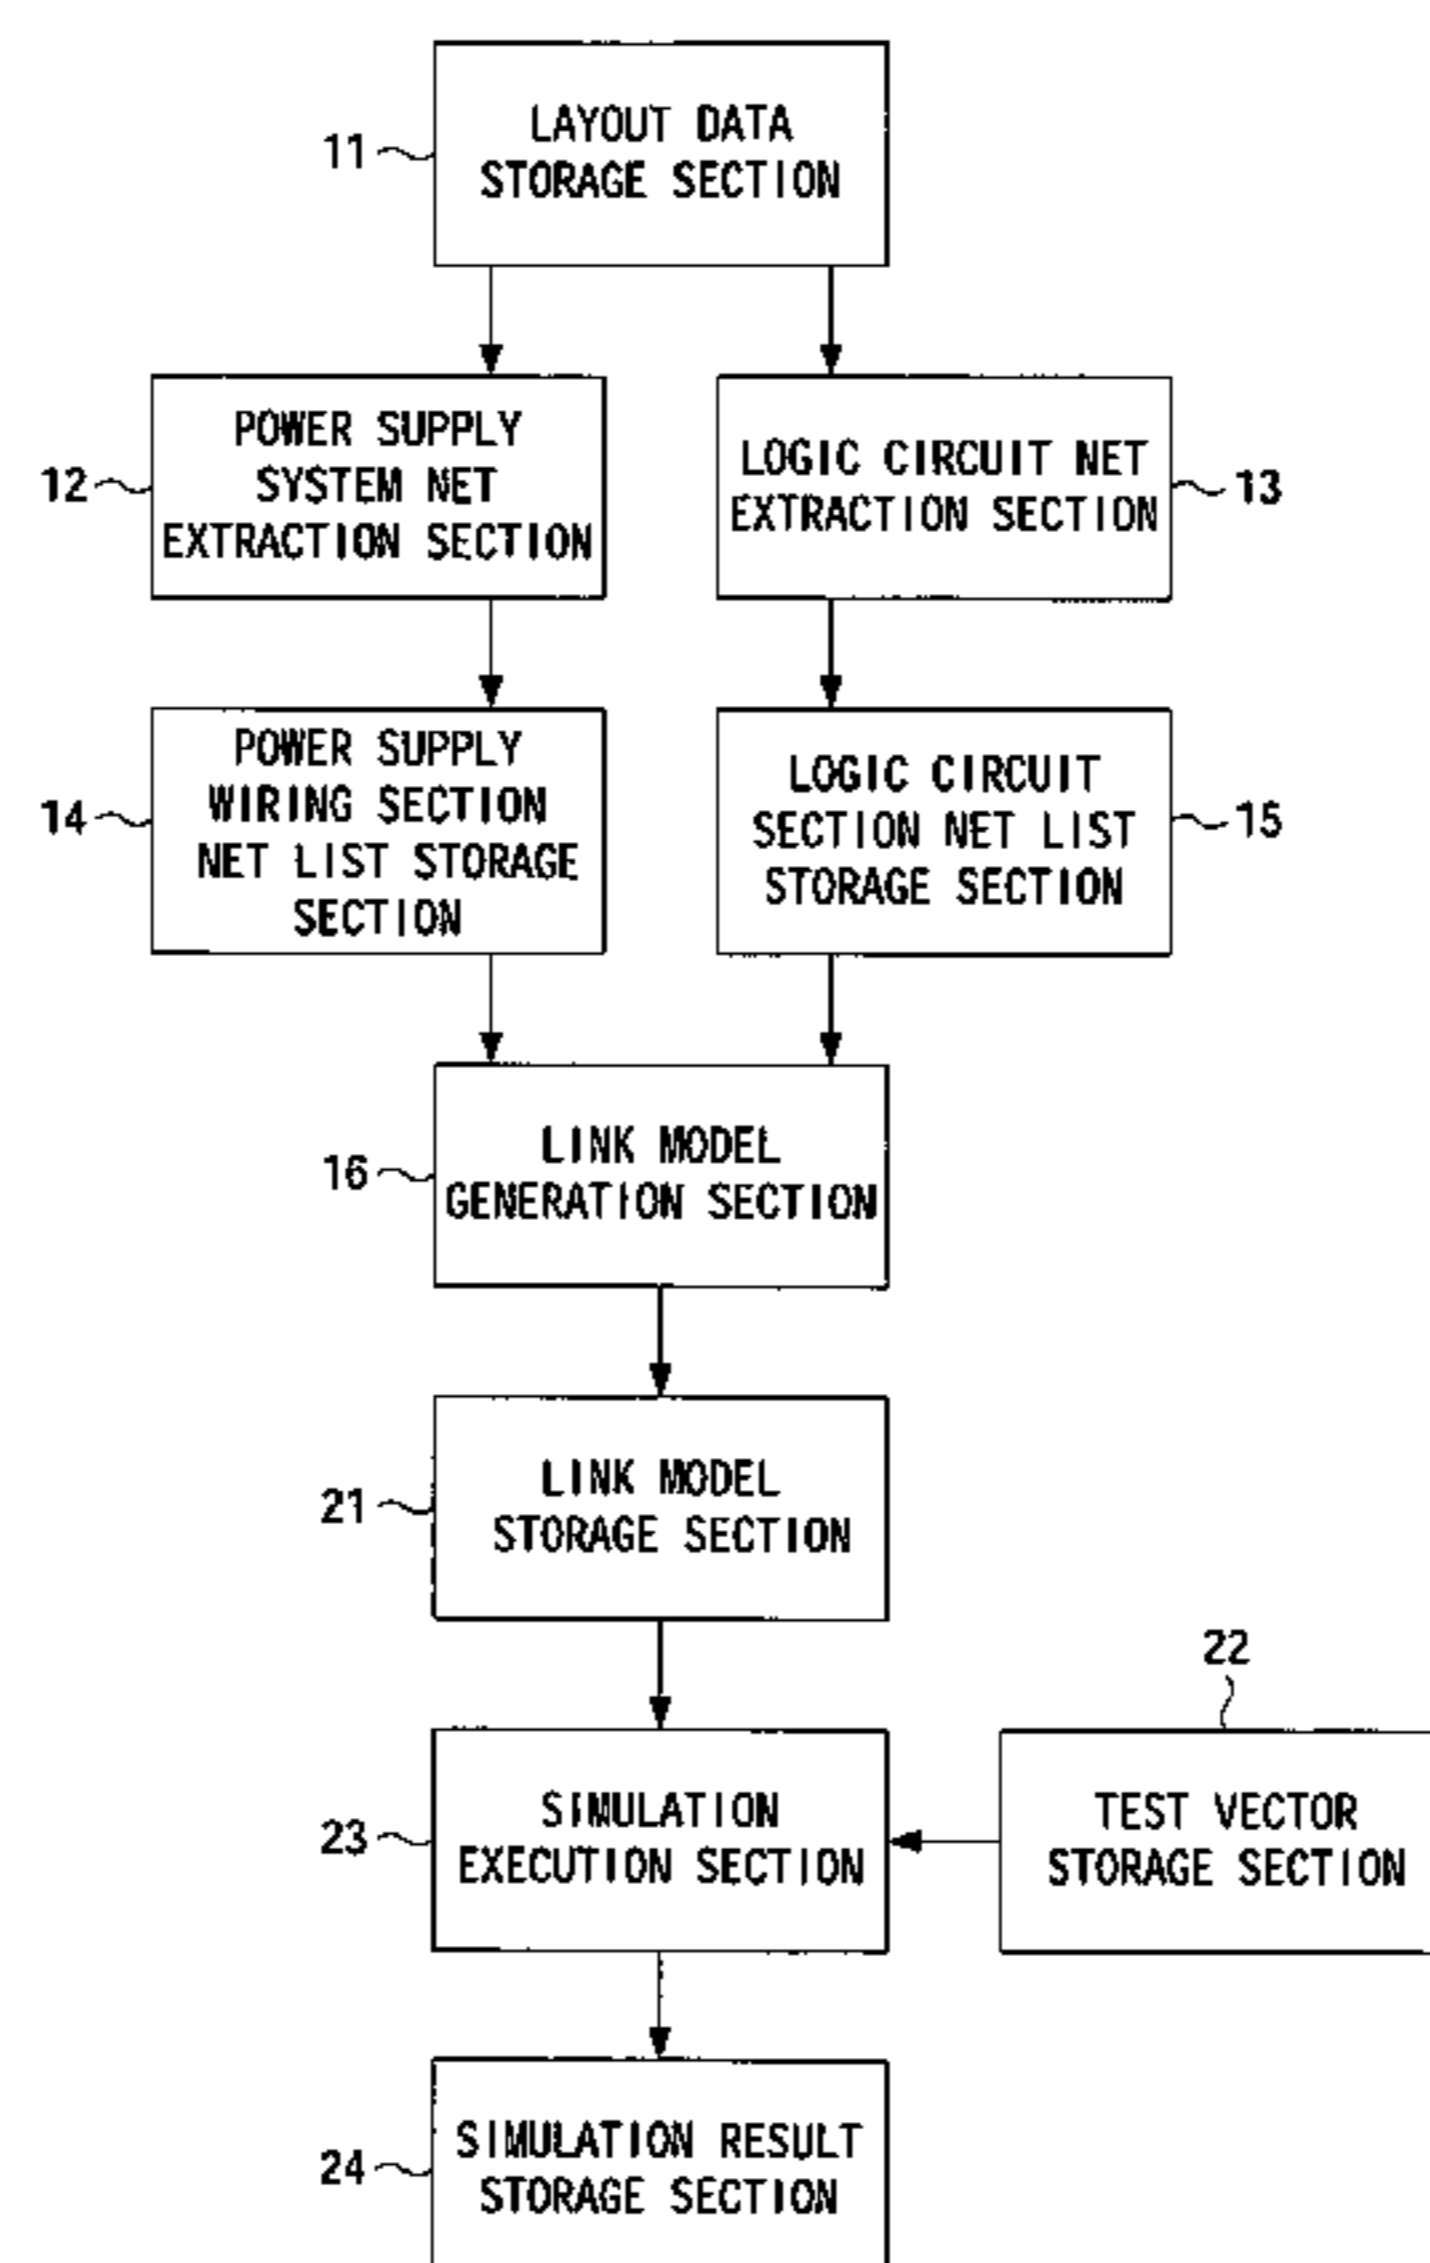 11
LAYOUT DATA
STORAGE SECTION
12
POWER SUPPLY
SYSTEM NET
EXTRACTION SECTION
LOGIC CIRCUIT NET
EXTRACTION SECTION
13
14
POWER SUPPLY
WIRING SECTION
NET LIST STORAGE
SECTION
LOGIC CIRCUIT
SECTION NET LIST
STORAGE SECTION
15
16
LINK MODEL
GENERATION SECTION
21
LINK MODEL
STORAGE SECTION
22
23
SIMULATION
EXECUTION SECTION
TEST VECTOR
STORAGE SECTION
24
SIMULATION RESULT
STORAGE SECTION